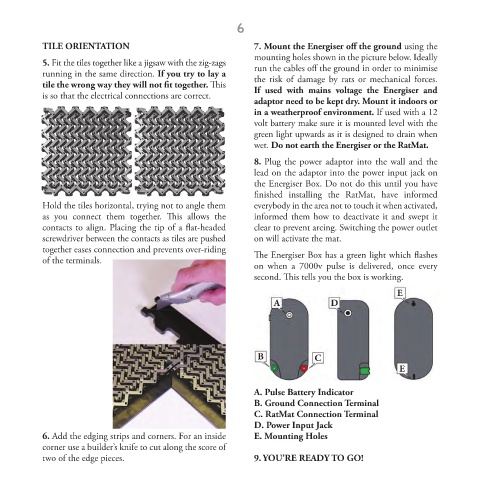 6
TILE ORIENTATION
5. Fit the tiles together like a jigsaw with the zig-zags
running in the same direction. If you try to lay a
tile the wrong way they will not fit together. This
is so that the electrical connections are correct.
Hold the tiles horizontal, trying not to angle them
as you connect them together. This allows the
contacts to align. Placing the tip of a flat-headed
screwdriver between the contacts as tiles are pushed
together eases connection and prevents over-riding
of the terminals.
6. Add the edging strips and corners. For an inside
corner use a builder's knife to cut along the score of
two of the edge pieces.
7. Mount the Energiser off the ground using the
mounting holes shown in the picture below. Ideally
run the cables off the ground in order to minimise
the risk of damage by rats or mechanical forces.
If used with mains voltage the Energiser and
adaptor need to be kept dry. Mount it indoors or
in a weatherproof environment. If used with a 12
volt battery make sure it is mounted level with the
green light upwards as it is designed to drain when
wet. Do not earth the Energiser or the RatMat.
8. Plug the power adaptor into the wall and the
lead on the adaptor into the power input jack on
the Energiser Box. Do not do this until you have
finished installing the RatMat, have informed
everybody in the area not to touch it when activated,
informed them how to deactivate it and swept it
clear to prevent arcing. Switching the power outlet
on will activate the mat.
The Energiser Box has a green light which flashes
on when a 7000v pulse is delivered, once every
second. This tells you the box is working.
A
D
E
B
C
E
A. Pulse Battery Indicator
B. Ground Connection Terminal
C. RatMat Connection Terminal
D. Power Input Jack
E. Mounting Holes
9. YOU'RE READY TO GO!